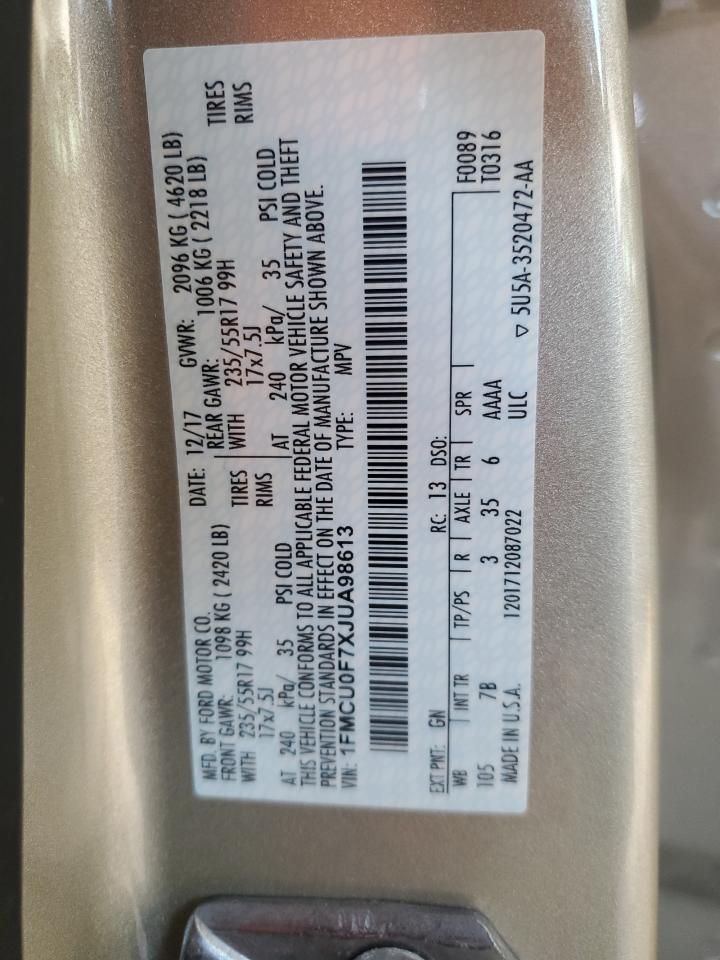 MFD. BY FORD MOTOR CO.
DATE: 12/17 GVWR: 2096 KG ( 4620 LB)
FRONT GAWR: 1098 KG ( 2420 LB) REAR GAWR: 1006 KG ( 2218 LB)
WITH 235/55R17 99H TIRES WITH 235/55R17 99H TIRES
17x7.5J RIMS 17x7.5J RIMS
AT 240 kPa/ 35 PSI COLD AT 240 kPa/ 35 PSI COLD
THIS VEHICLE CONFORMS TO ALL APPLICABLE FEDERAL MOTOR VEHICLE SAFETY AND THEFT
PREVENTION STANDARDS IN EFFECT ON THE DATE OF MANUFACTURE SHOWN ABOVE.
VIN: 1FMCU0F7XJUA98613 TYPE: MPV
EXT PNT: GN RC: 13 DSO: F0089
WB INT TR TP/PS R AXLE TR SPR T0316
105 7B 3 35 6 AAAA
MADE IN U.S.A. 1201712087022 ULC ▽ 5U5A-3520472-AA